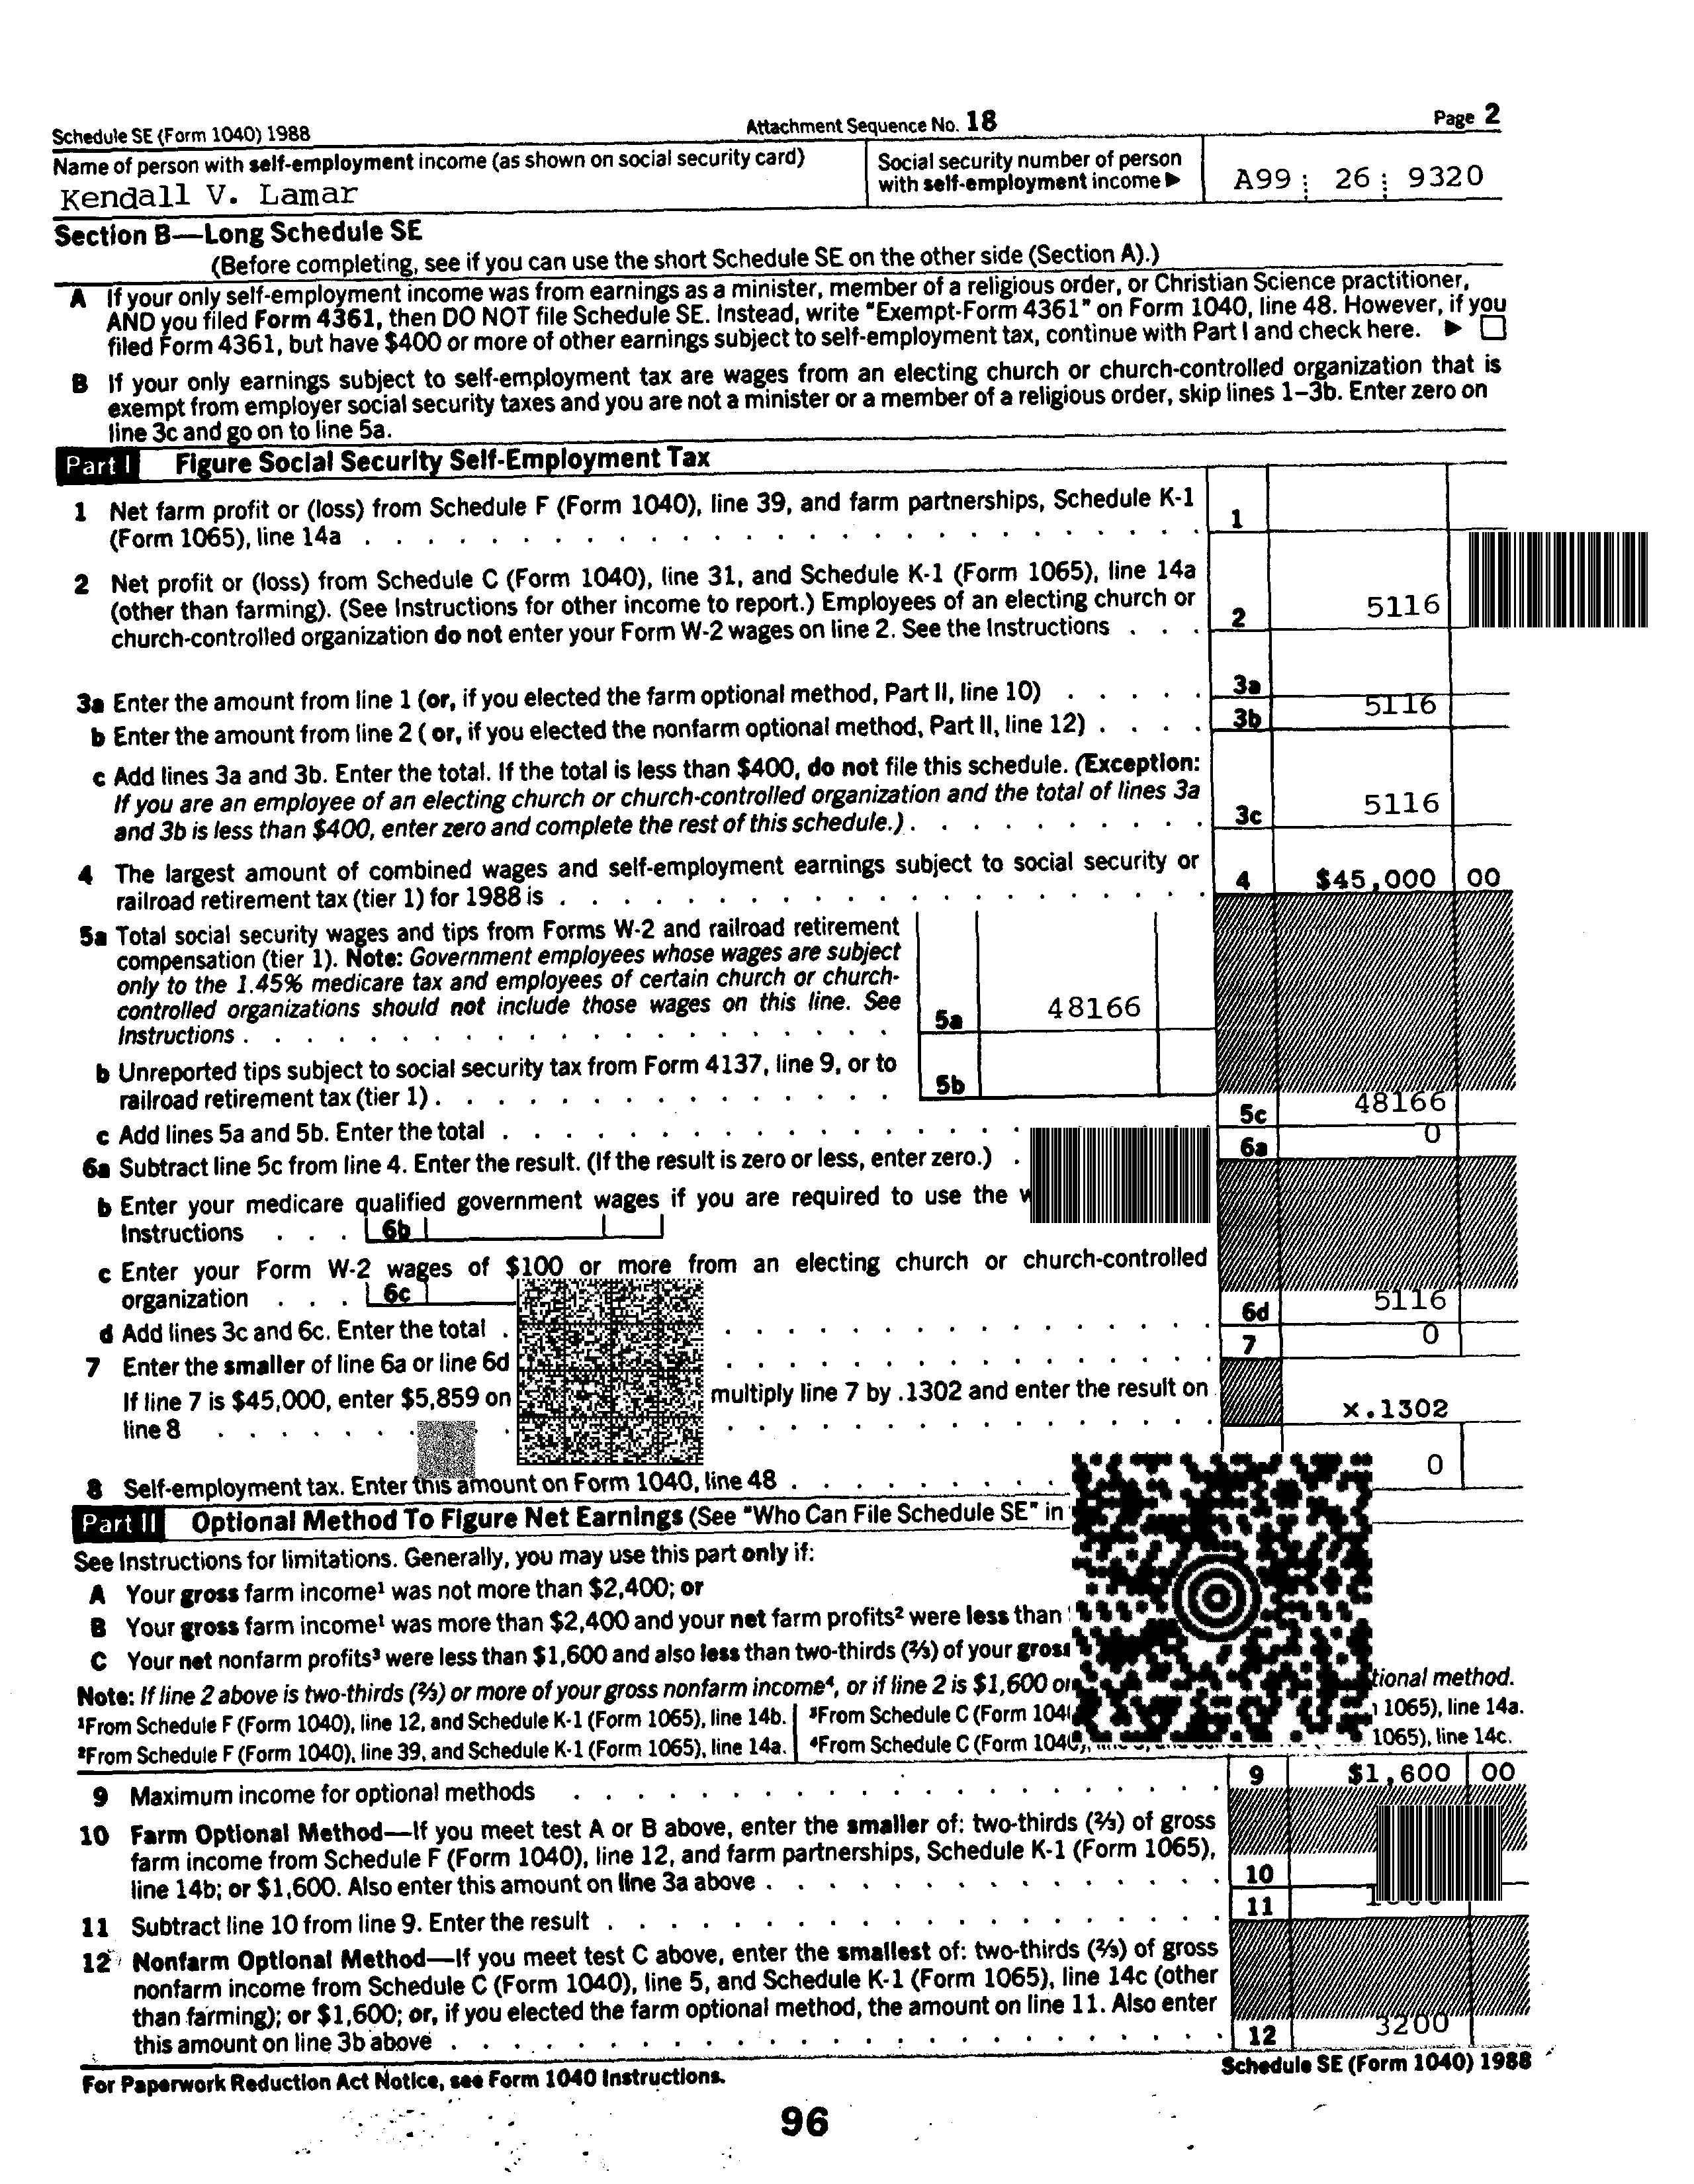 Schedule SE (Form 1040) 1988 Attachment Sequence No. 18 Page 2
Name of person with self-employment income (as shown on social security card)
Kendall V. Lamar
Social security number of person
with self-employment income ▶ A99 26 9320
Section B—Long Schedule SE
(Before completing, see if you can use the short Schedule SE on the other side (Section A).)
A If your only self-employment income was from earnings as a minister, member of a religious order, or Christian Science practitioner,
AND you filed Form 4361, then DO NOT file Schedule SE. Instead, write "Exempt-Form 4361" on Form 1040, line 48. However, if you
filed Form 4361, but have $400 or more of other earnings subject to self-employment tax, continue with Part I and check here. ▶
B If your only earnings subject to self-employment tax are wages from an electing church or church-controlled organization that is
exempt from employer social security taxes and you are not a minister or a member of a religious order, skip lines 1–3b. Enter zero on
line 3c and go on to line 5a.
Part I Figure Social Security Self-Employment Tax
1 Net farm profit or (loss) from Schedule F (Form 1040), line 39, and farm partnerships, Schedule K-1
(Form 1065), line 14a . . . 1
2 Net profit or (loss) from Schedule C (Form 1040), line 31, and Schedule K-1 (Form 1065), line 14a
(other than farming). (See Instructions for other income to report.) Employees of an electing church or
church-controlled organization do not enter your Form W-2 wages on line 2. See the Instructions . . . 2 5116
3a Enter the amount from line 1 (or, if you elected the farm optional method, Part II, line 10) . . . . . 3a
b Enter the amount from line 2 ( or, if you elected the nonfarm optional method, Part II, line 12) . . . . 3b 5116
c Add lines 3a and 3b. Enter the total. If the total is less than $400, do not file this schedule. (Exception:
If you are an employee of an electing church or church-controlled organization and the total of lines 3a
and 3b is less than $400, enter zero and complete the rest of this schedule.) . . . 3c 5116
4 The largest amount of combined wages and self-employment earnings subject to social security or
railroad retirement tax (tier 1) for 1988 is . . . 4 $45,000 00
5a Total social security wages and tips from Forms W-2 and railroad retirement
compensation (tier 1). Note: Government employees whose wages are subject
only to the 1.45% medicare tax and employees of certain church or church-
controlled organizations should not include those wages on this line. See
Instructions . . . 5a 48166
b Unreported tips subject to social security tax from Form 4137, line 9, or to
railroad retirement tax (tier 1) . . . 5b
c Add lines 5a and 5b. Enter the total . . . 5c 48166
6a Subtract line 5c from line 4. Enter the result. (If the result is zero or less, enter zero.) . 6a 0
b Enter your medicare qualified government wages if you are required to use the
Instructions . . . 6b
c Enter your Form W-2 wages of $100 or more from an electing church or church-controlled
organization . . . 6c
d Add lines 3c and 6c. Enter the total . . . 6d 5116
7 Enter the smaller of line 6a or line 6d . . . 7 0
If line 7 is $45,000, enter $5,859 on multiply line 7 by .1302 and enter the result on
line 8 . . . x.1302
8 Self-employment tax. Enter this amount on Form 1040, line 48 . . . 0
Part II Optional Method To Figure Net Earnings (See "Who Can File Schedule SE" in
See Instructions for limitations. Generally, you may use this part only if:
A Your gross farm income¹ was not more than $2,400; or
B Your gross farm income¹ was more than $2,400 and your net farm profits² were less than
C Your net nonfarm profits³ were less than $1,600 and also less than two-thirds (⅔) of your gross
Note: If line 2 above is two-thirds (⅔) or more of your gross nonfarm income⁴, or if line 2 is $1,600 or method.
¹From Schedule F (Form 1040), line 12, and Schedule K-1 (Form 1065), line 14b. ³From Schedule C (Form 1065), line 14a.
²From Schedule F (Form 1040), line 39, and Schedule K-1 (Form 1065), line 14a. ⁴From Schedule C (Form 1040), 1065), line 14c.
9 Maximum income for optional methods . . . 9 $1,600 00
10 Farm Optional Method—If you meet test A or B above, enter the smaller of: two-thirds (⅔) of gross
farm income from Schedule F (Form 1040), line 12, and farm partnerships, Schedule K-1 (Form 1065),
line 14b; or $1,600. Also enter this amount on line 3a above . . . 10
11 Subtract line 10 from line 9. Enter the result . . . 11
12 Nonfarm Optional Method—If you meet test C above, enter the smallest of: two-thirds (⅔) of gross
nonfarm income from Schedule C (Form 1040), line 5, and Schedule K-1 (Form 1065), line 14c (other
than farming); or $1,600; or, if you elected the farm optional method, the amount on line 11. Also enter
this amount on line 3b above . . . 12 3200
For Paperwork Reduction Act Notice, see Form 1040 Instructions. Schedule SE (Form 1040) 1988
96